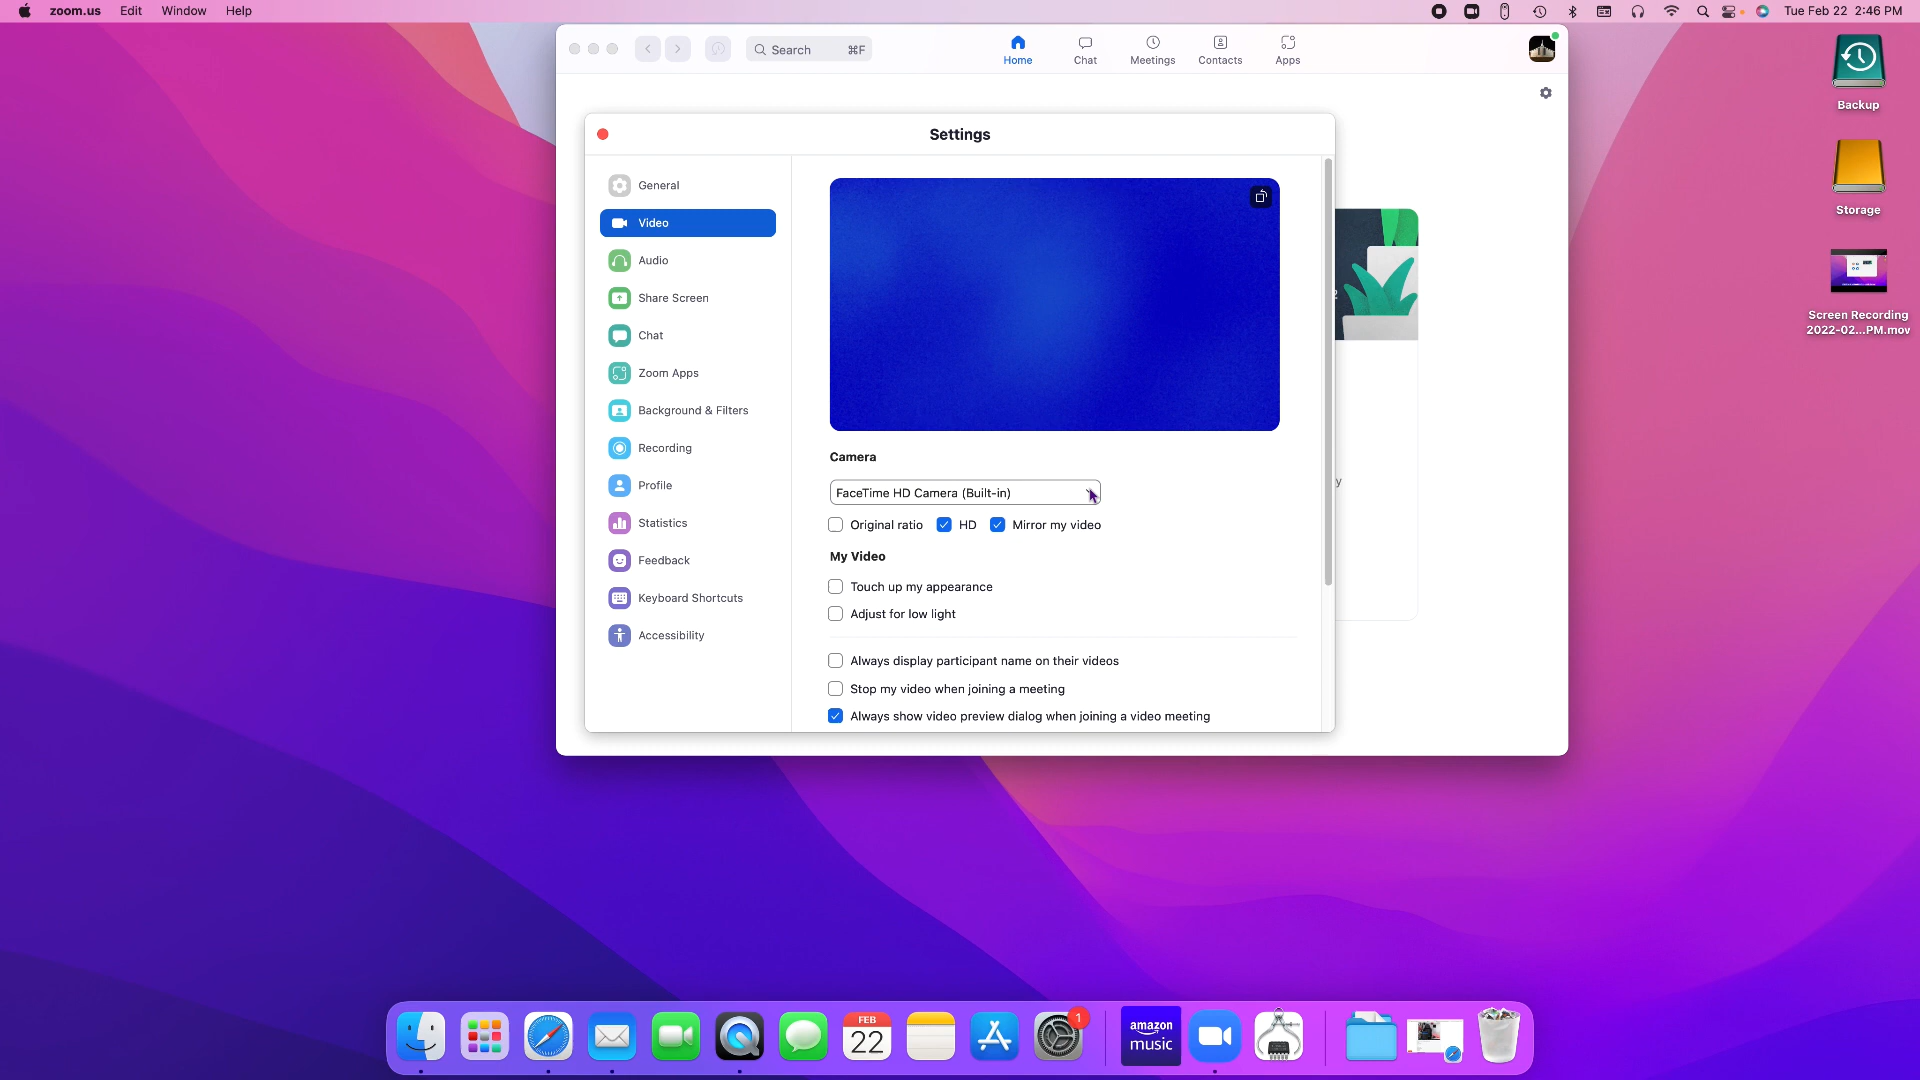 zoom.us Edit Window Help Tue Feb 22 2:46 PM
Search ⌘F
Home Chat Meetings Contacts Apps
Backup
Storage
Screen Recording
2022-02...PM.mov
Settings
General
Video
Audio
Share Screen
Chat
Zoom Apps
Background & Filters
Recording
Profile
Statistics
Feedback
Keyboard Shortcuts
Accessibility
Camera
FaceTime HD Camera (Built-in)
Original ratio HD Mirror my video
My Video
Touch up my appearance
Adjust for low light
Always display participant name on their videos
Stop my video when joining a meeting
Always show video preview dialog when joining a video meeting
y
FEB
22
1
amazon
music